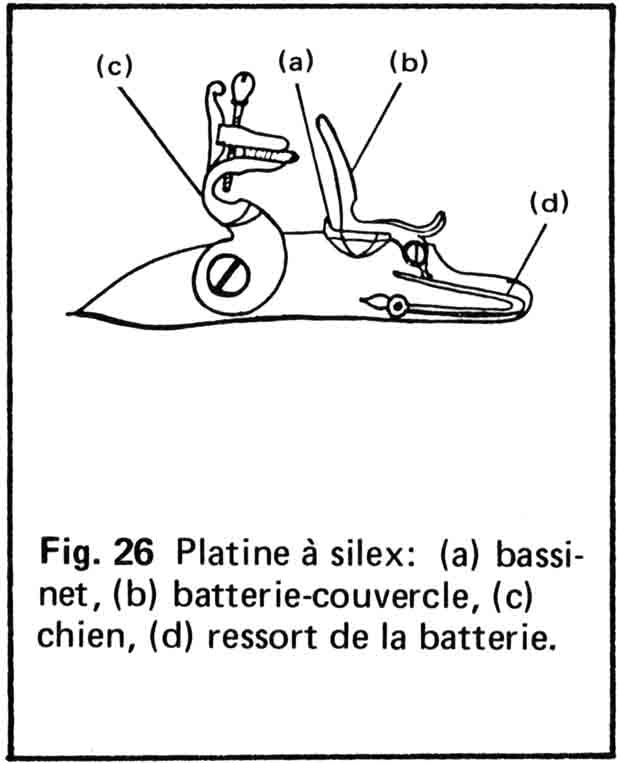 (c) (a) (b)
(d)
Fig. 26 Platine à silex: (a) bassi-
net, (b) batterie-couvercle, (c)
chien, (d) ressort de la batterie.